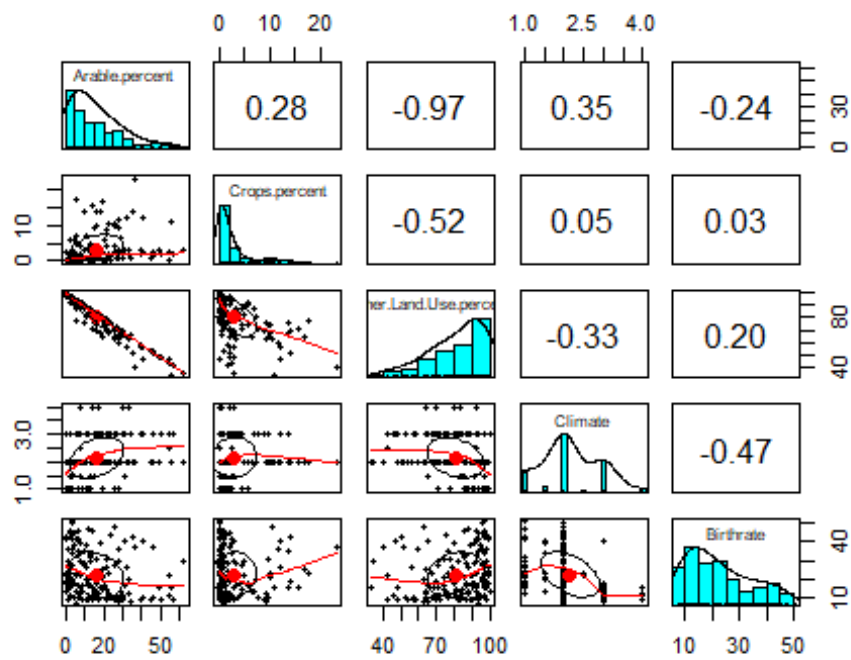 0 10 20 1.0 2.5 4.0
Arable.percent 0.28 -0.97 0.35 -0.24 0 30
0 10 Crops.percent -0.52 0.05 0.03
ner.Land.Use.perce -0.33 0.20 40 80
1.0 3.0 Climate -0.47
Birthrate 10 40
0 20 50 40 70 100 10 30 50